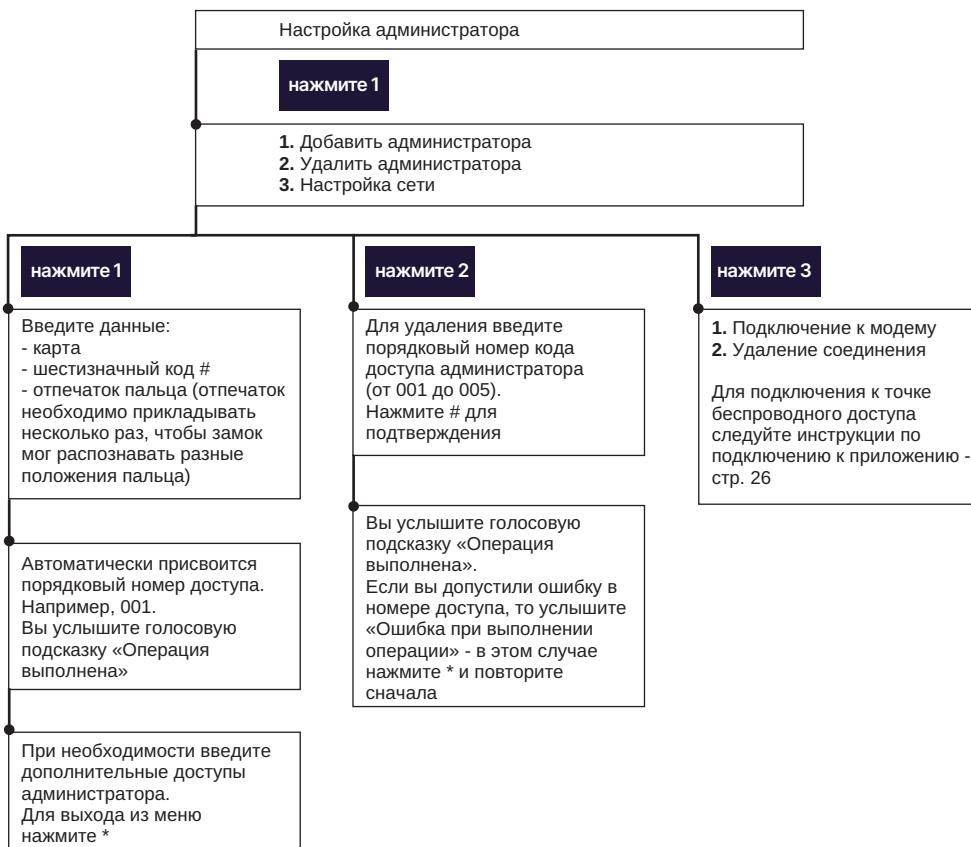 Настройка администратора
нажмите 1
1. Добавить администратора
2. Удалить администратора
3. Настройка сети
нажмите 1
Введите данные:
- карта
- шестизначный код #
- отпечаток пальца (отпечаток
необходимо прикладывать
несколько раз, чтобы замок
мог распознавать разные
положения пальца)
Автоматически присвоится
порядковый номер доступа.
Например, 001.
Вы услышите голосовую
подсказку «Операция
выполнена»
При необходимости введите
дополнительные доступы
администратора.
Для выхода из меню
нажмите *
нажмите 2
Для удаления введите
порядковый номер кода
доступа администратора
(от 001 до 005).
Нажмите # для
подтверждения
Вы услышите голосовую
подсказку «Операция
выполнена».
Если вы допустили ошибку в
номере доступа, то услышите
«Ошибка при выполнении
операции» - в этом случае
нажмите * и повторите
сначала
нажмите 3
1. Подключение к модему
2. Удаление соединения
Для подключения к точке
беспроводного доступа
следуйте инструкции по
подключению к приложению -
стр. 26